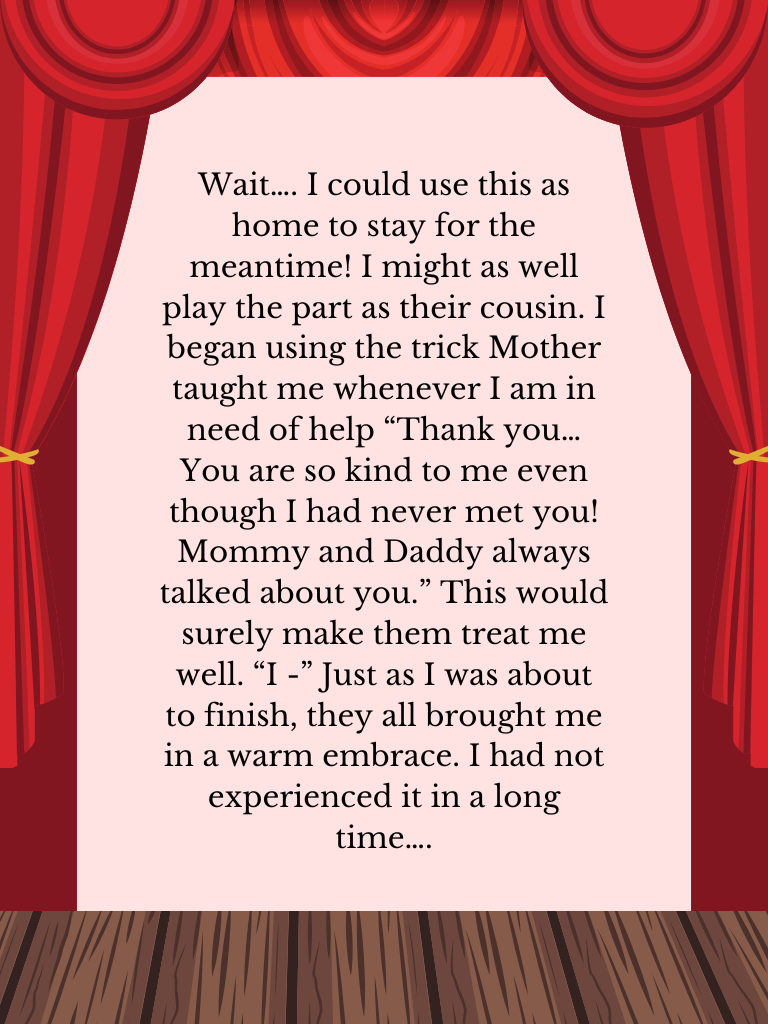 Wait.... I could use this as
home to stay for the
meantime! I might as well
play the part as their cousin. I
began using the trick Mother
taught me whenever I am in
need of help “Thank you...
You are so kind to me even
though I had never met you!
Mommy and Daddy always
talked about you.” This would
surely make them treat me
well. “I -” Just as I was about
to finish, they all brought me
in a warm embrace. I had not
experienced it in a long
time....